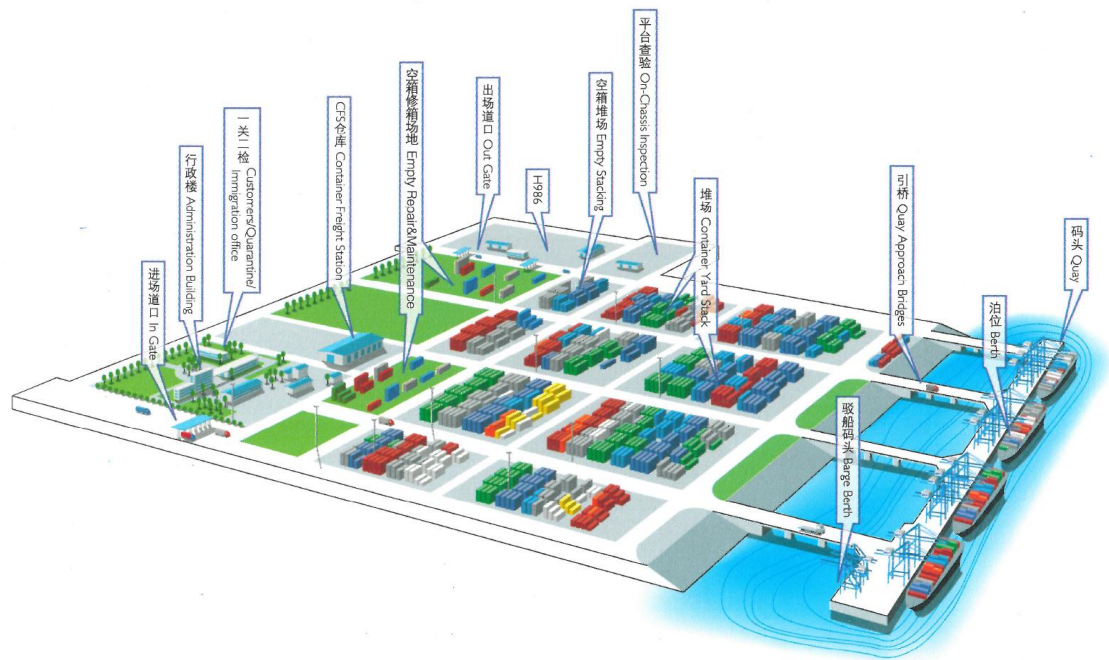 进场道口 In Gate
行政楼 Administration Building
一关二检 Customers/Quarantine/
Immigration office
CFS仓库 Container Freight Station
空箱修箱场地 Empty Repair&Maintenance
出场道口 Out Gate
H986
空箱堆场 Empty Stacking
平台查验 On-Chassis Inspection
堆场 Container Yard Stack
驳船码头 Barge Berth
引桥 Quay Approach Bridges
泊位 Berth
码头 Quay